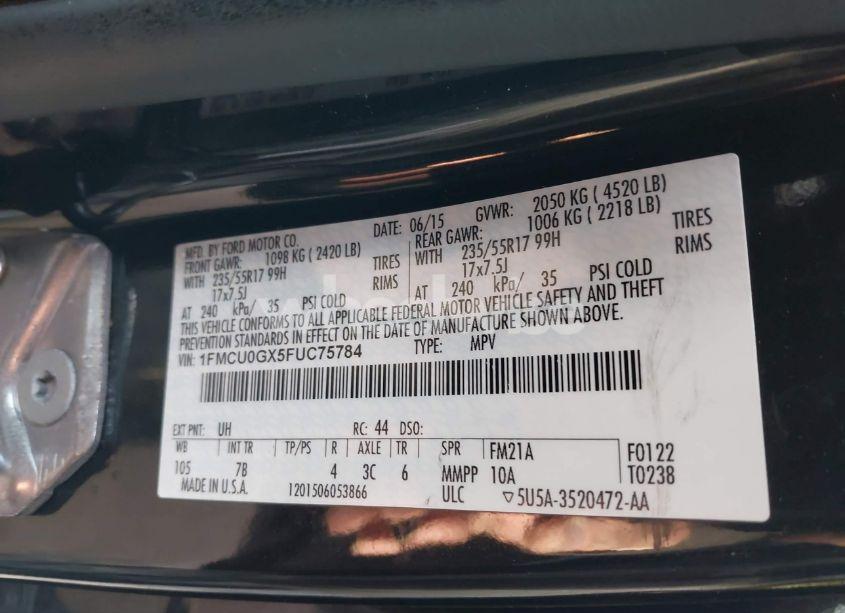 MFD. BY FORD MOTOR CO.
DATE: 06/15 GVWR: 2050 KG ( 4520 LB)
FRONT GAWR: 1098 KG ( 2420 LB) REAR GAWR: 1006 KG ( 2218 LB)
WITH 235/55R17 99H TIRES WITH 235/55R17 99H TIRES
17x7.5J RIMS 17x7.5J RIMS
AT 240 kPa/ 35 PSI COLD AT 240 kPa/ 35 PSI COLD
THIS VEHICLE CONFORMS TO ALL APPLICABLE FEDERAL MOTOR VEHICLE SAFETY AND THEFT
PREVENTION STANDARDS IN EFFECT ON THE DATE OF MANUFACTURE SHOWN ABOVE.
VIN: 1FMCU0GX5FUC75784 TYPE: MPV
EXT PNT: UH RC: 44 DSO:
WB INT TR TP/PS R AXLE TR SPR FM21A F0122
105 7B 4 3C 6 MMPP 10A T0238
MADE IN U.S.A. 1201506053866 ULC ▽5U5A-3520472-AA